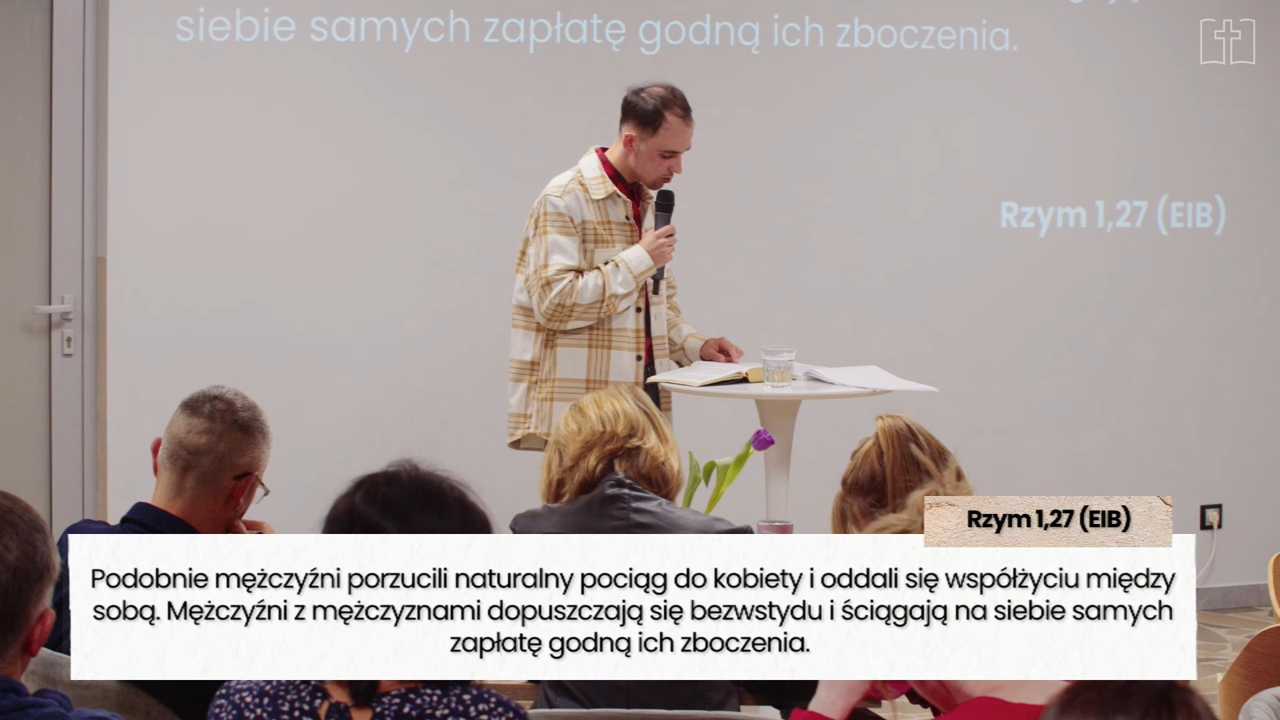 siebie samych zapłatę godną ich zboczenia.
Rzym 1,27 (EIB)
Rzym 1,27 (EIB)
Podobnie mężczyźni porzucili naturalny pociąg do kobiety i oddali się współżyciu między
sobą. Mężczyźni z mężczyznami dopuszczają się bezwstydu i ściągają na siebie samych
zapłatę godną ich zboczenia.